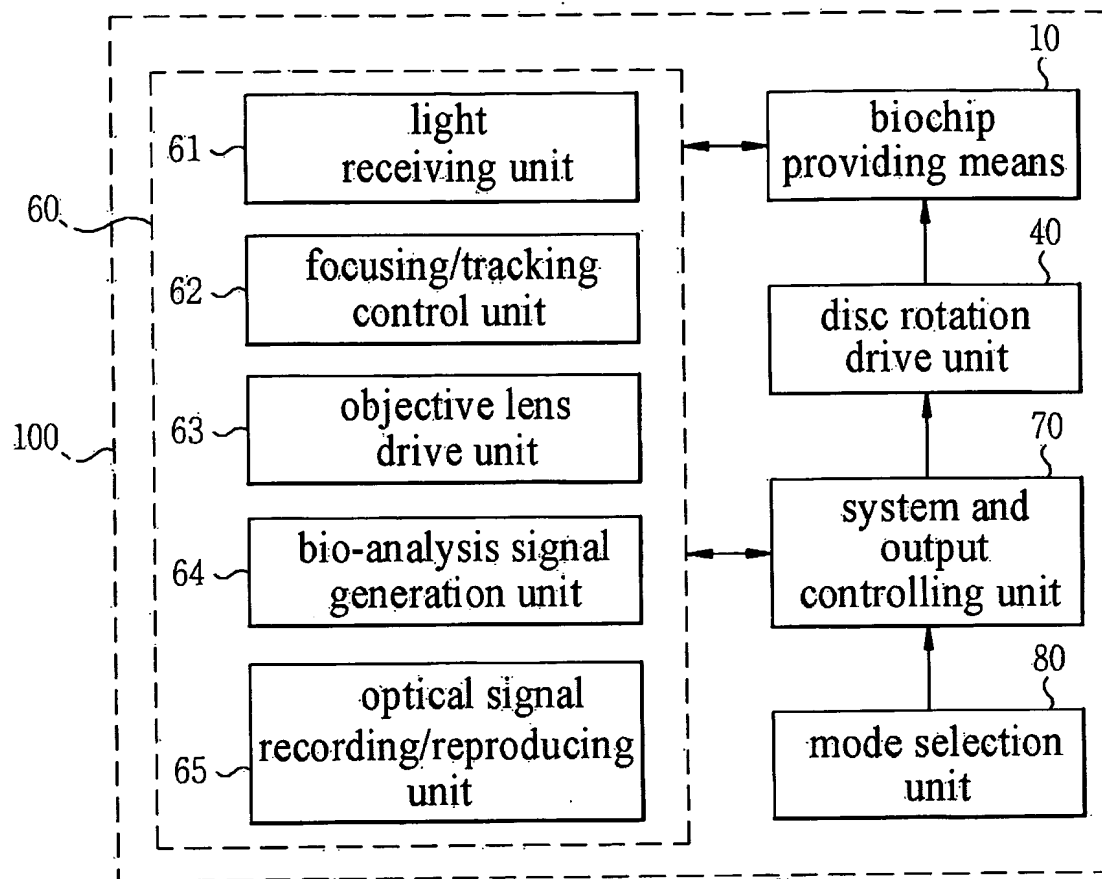 10
light
receiving unit
61
biochip
providing means
60
focusing/tracking
control unit
62
40
disc rotation
drive unit
objective lens
drive unit
63
100
70
system and
output
controlling unit
bio-analysis signal
generation unit
64
80
optical signal
recording/reproducing
unit
65
mode selection
unit